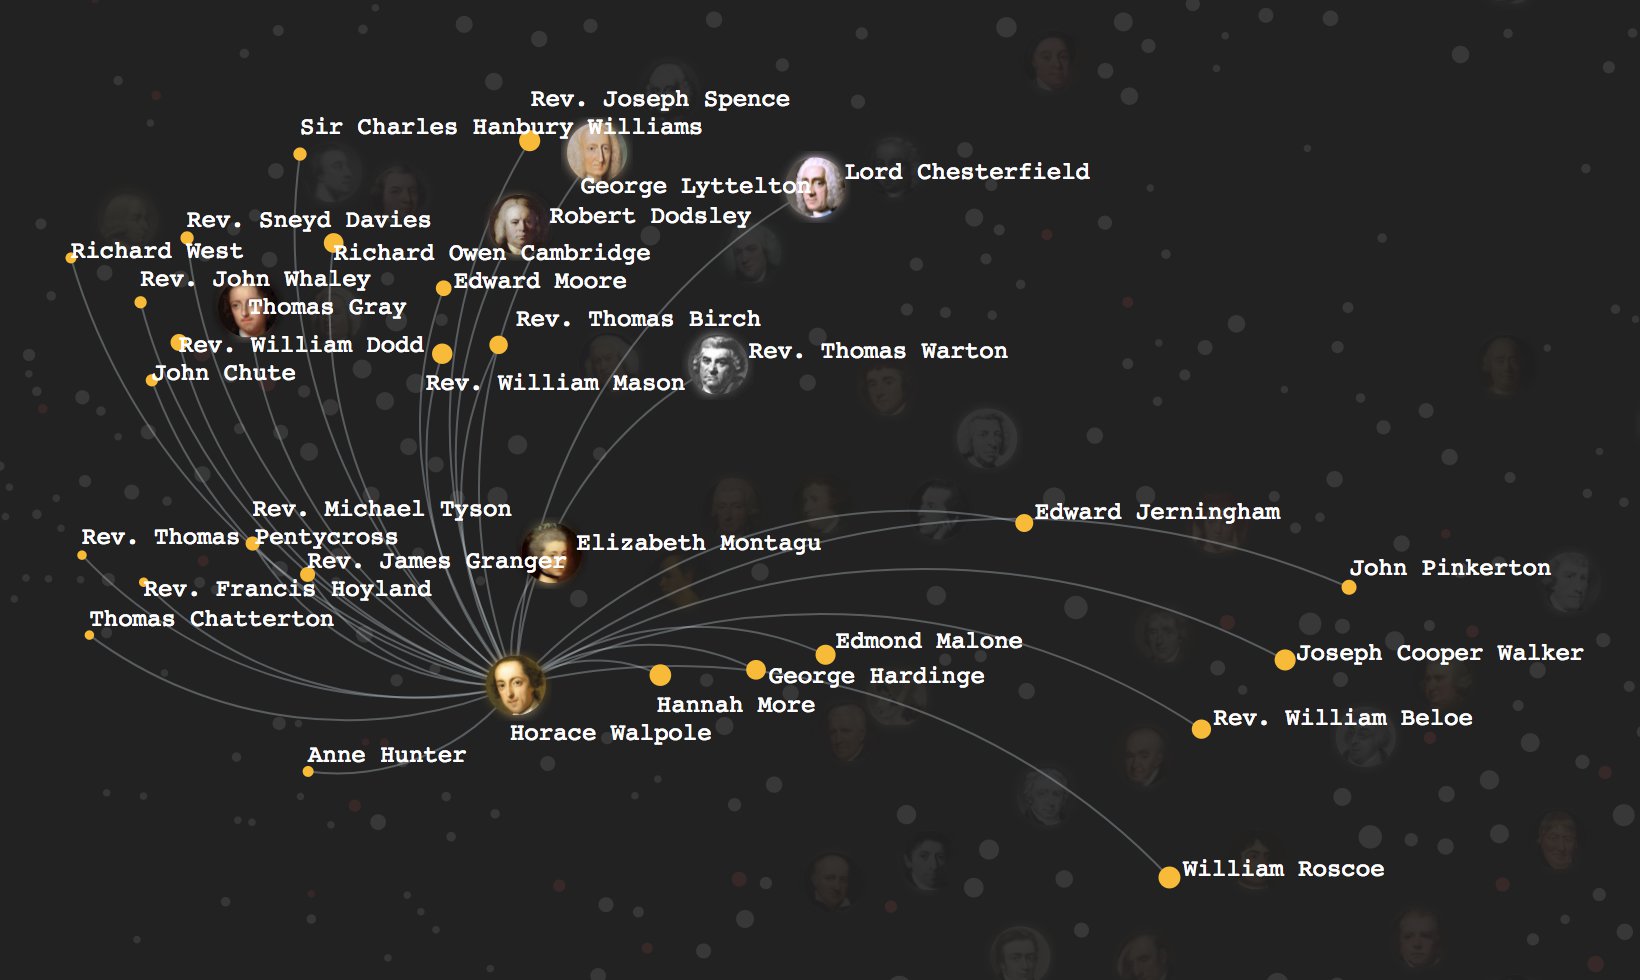 Rev. Joseph Spence
Sir Charles Hanbury Williams
Lord Chesterfield
George Lyttelton
Robert Dodsley
Rev. Sneyd Davies
Richard West
Richard Owen Cambridge
Rev. John Whaley
Edward Moore
Thomas Gray
Rev. Thomas Birch
Rev. William Dodd
Rev. Thomas Warton
John Chute
Rev. William Mason
Rev. Michael Tyson
Edward Jerningham
Rev. Thomas Pentycross
Elizabeth Montagu
Rev. James Granger
John Pinkerton
Rev. Francis Hoyland
Thomas Chatterton
Edmond Malone
Joseph Cooper Walker
George Hardinge
Hannah More
Rev. William Beloe
Horace Walpole
Anne Hunter
William Roscoe